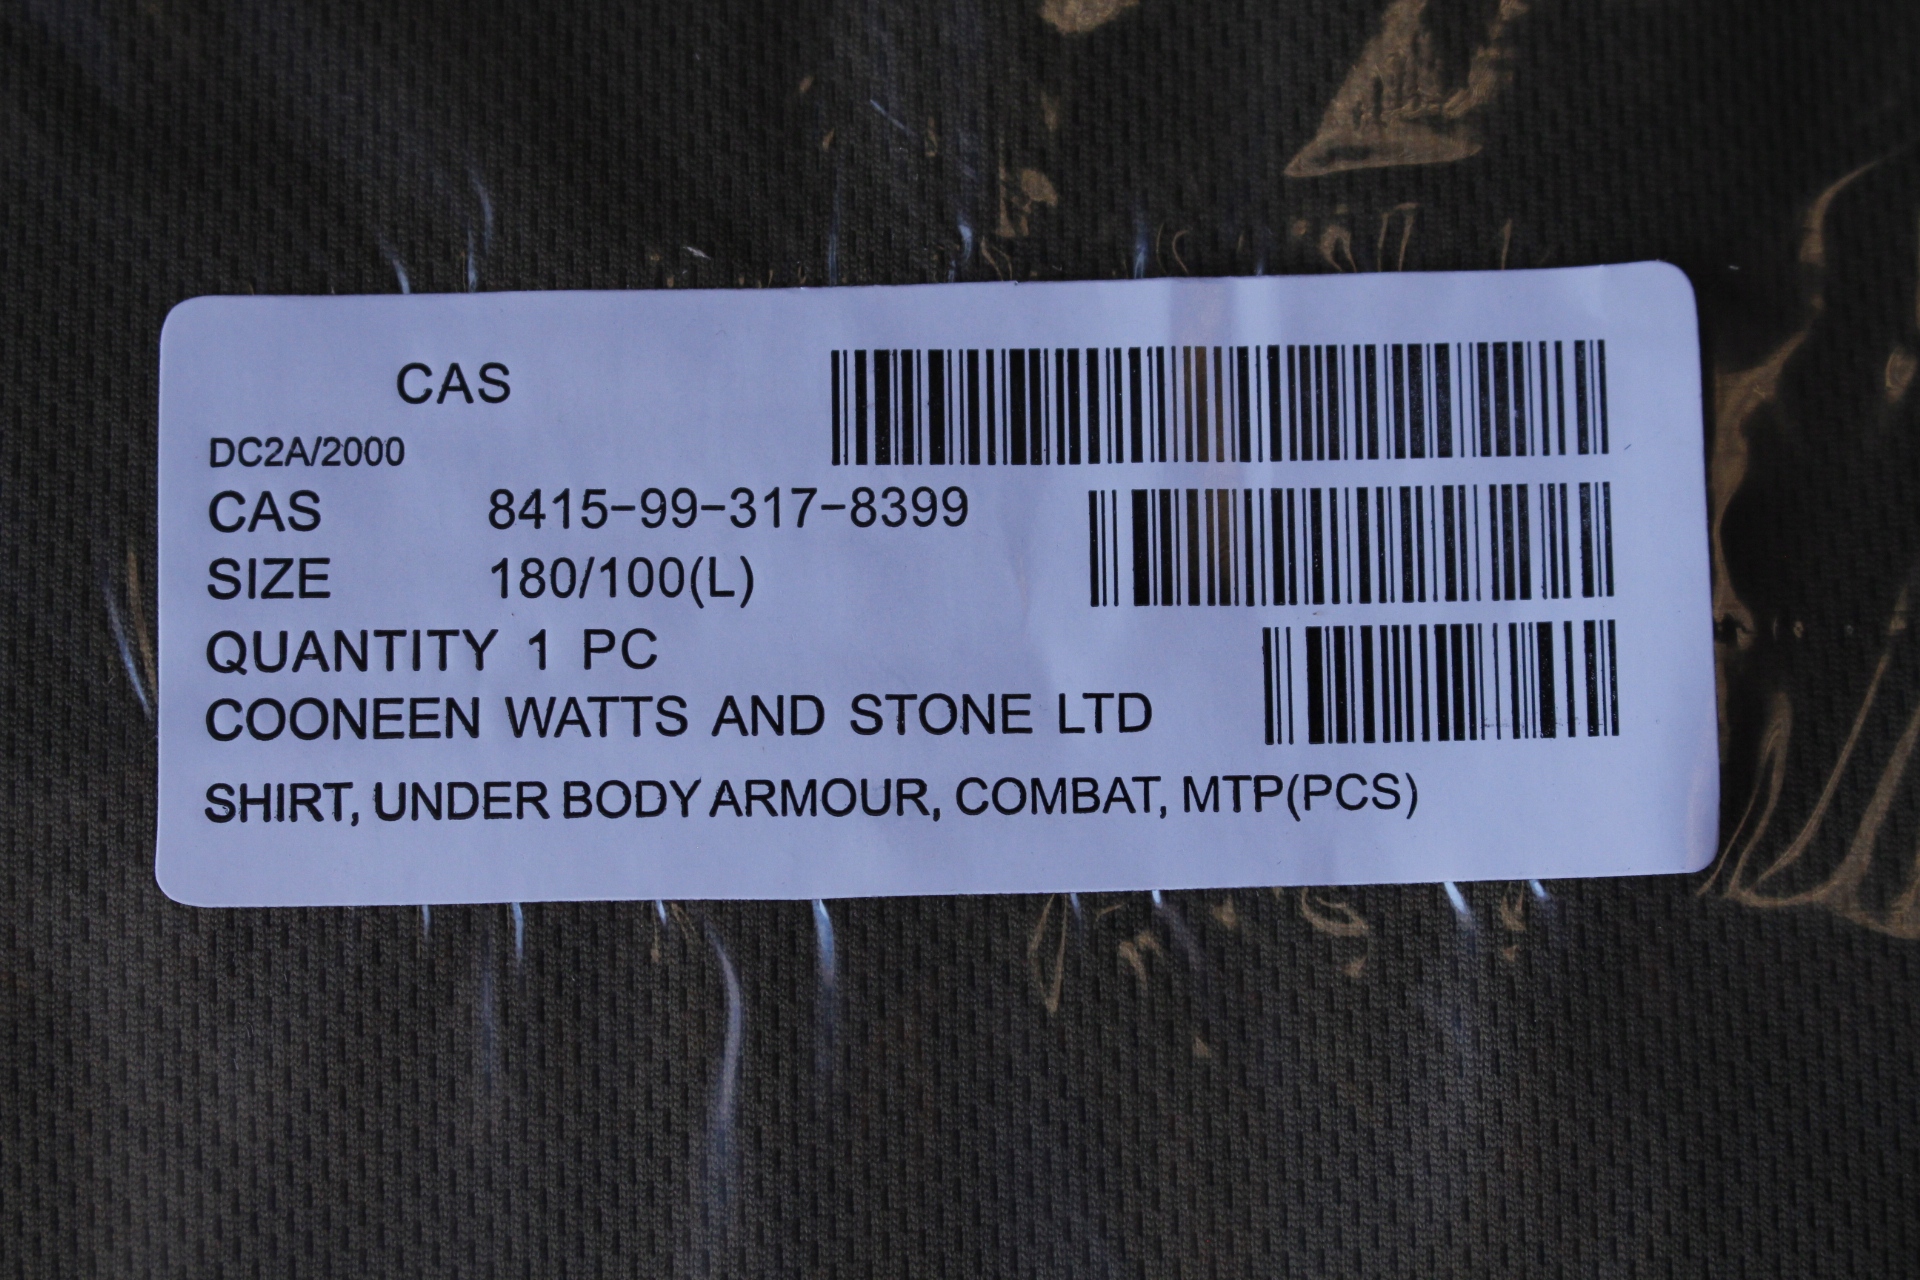 CAS
DC2A/2000
CAS 8415-99-317-8399
SIZE 180/100(L)
QUANTITY 1 PC
COONEEN WATTS AND STONE LTD
SHIRT, UNDER BODY ARMOUR, COMBAT, MTP(PCS)